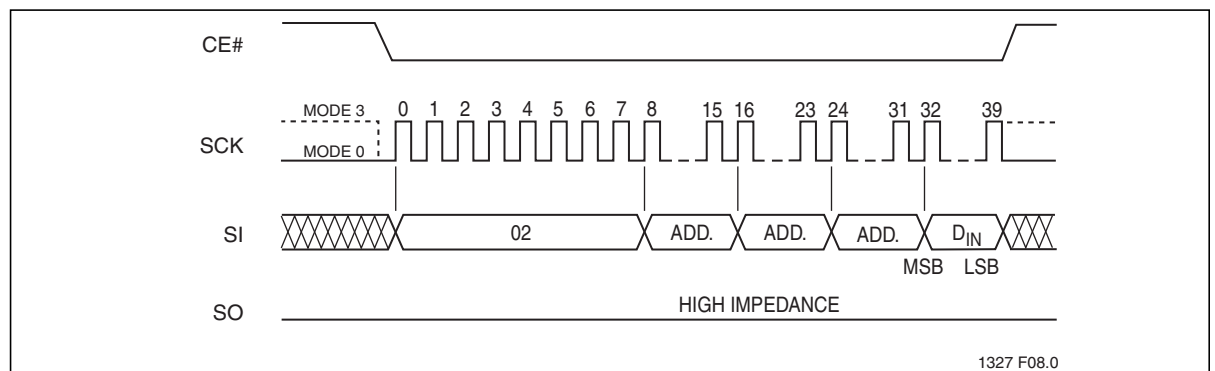 CE#
MODE 3 0 1 2 3 4 5 6 7 8 15 16 23 24 31 32 39
SCK
MODE 0
SI 02 ADD. ADD. ADD. DIN
MSB LSB
HIGH IMPEDANCE
SO
1327 F08.0